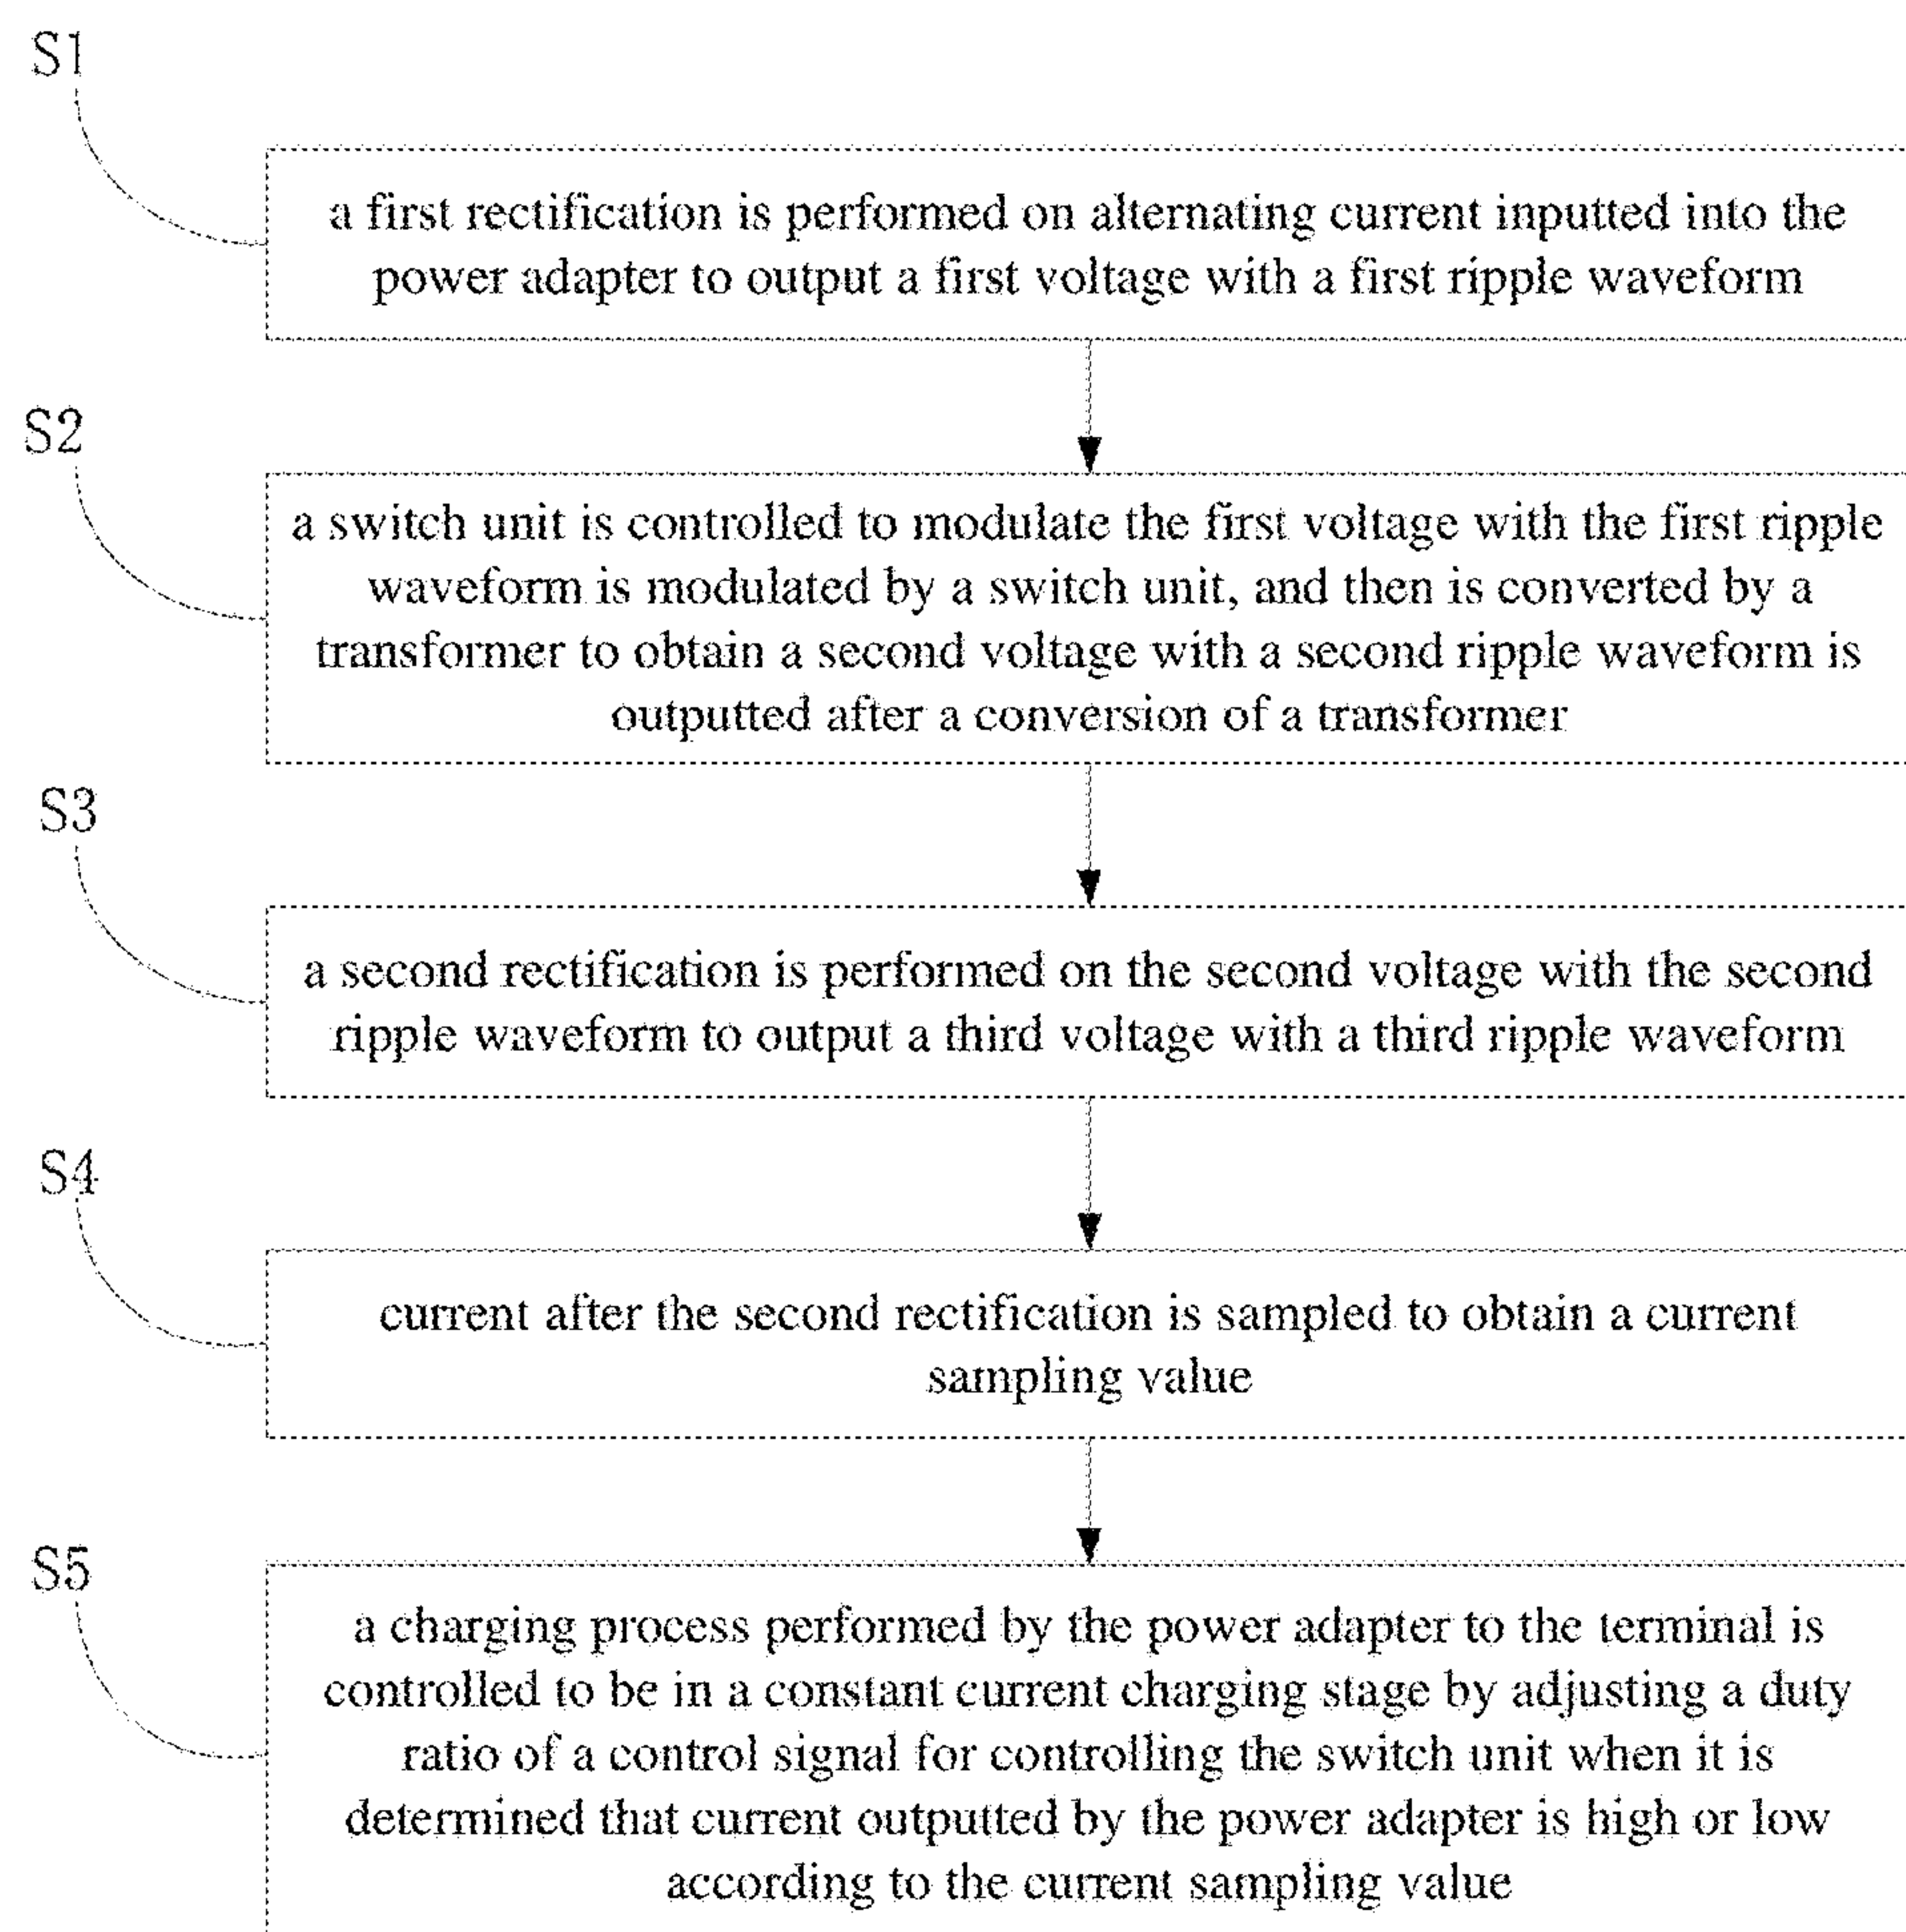 S1
a first rectification is performed on alternating current inputted into the
power adapter to output a first voltage with a first ripple waveform
S2
a switch unit is controlled to modulate the first voltage with the first ripple
waveform is modulated by a switch unit, and then is converted by a
transformer to obtain a second voltage with a second ripple waveform is
outputted after a conversion of a transformer
S3
a second rectification is performed on the second voltage with the second
ripple waveform to output a third voltage with a third ripple waveform
S4
current after the second rectification is sampled to obtain a current
sampling value
S5
a charging process performed by the power adapter to the terminal is
controlled to be in a constant current charging stage by adjusting a duty
ratio of a control signal for controlling the switch unit when it is
determined that current outputted by the power adapter is high or low
according to the current sampling value